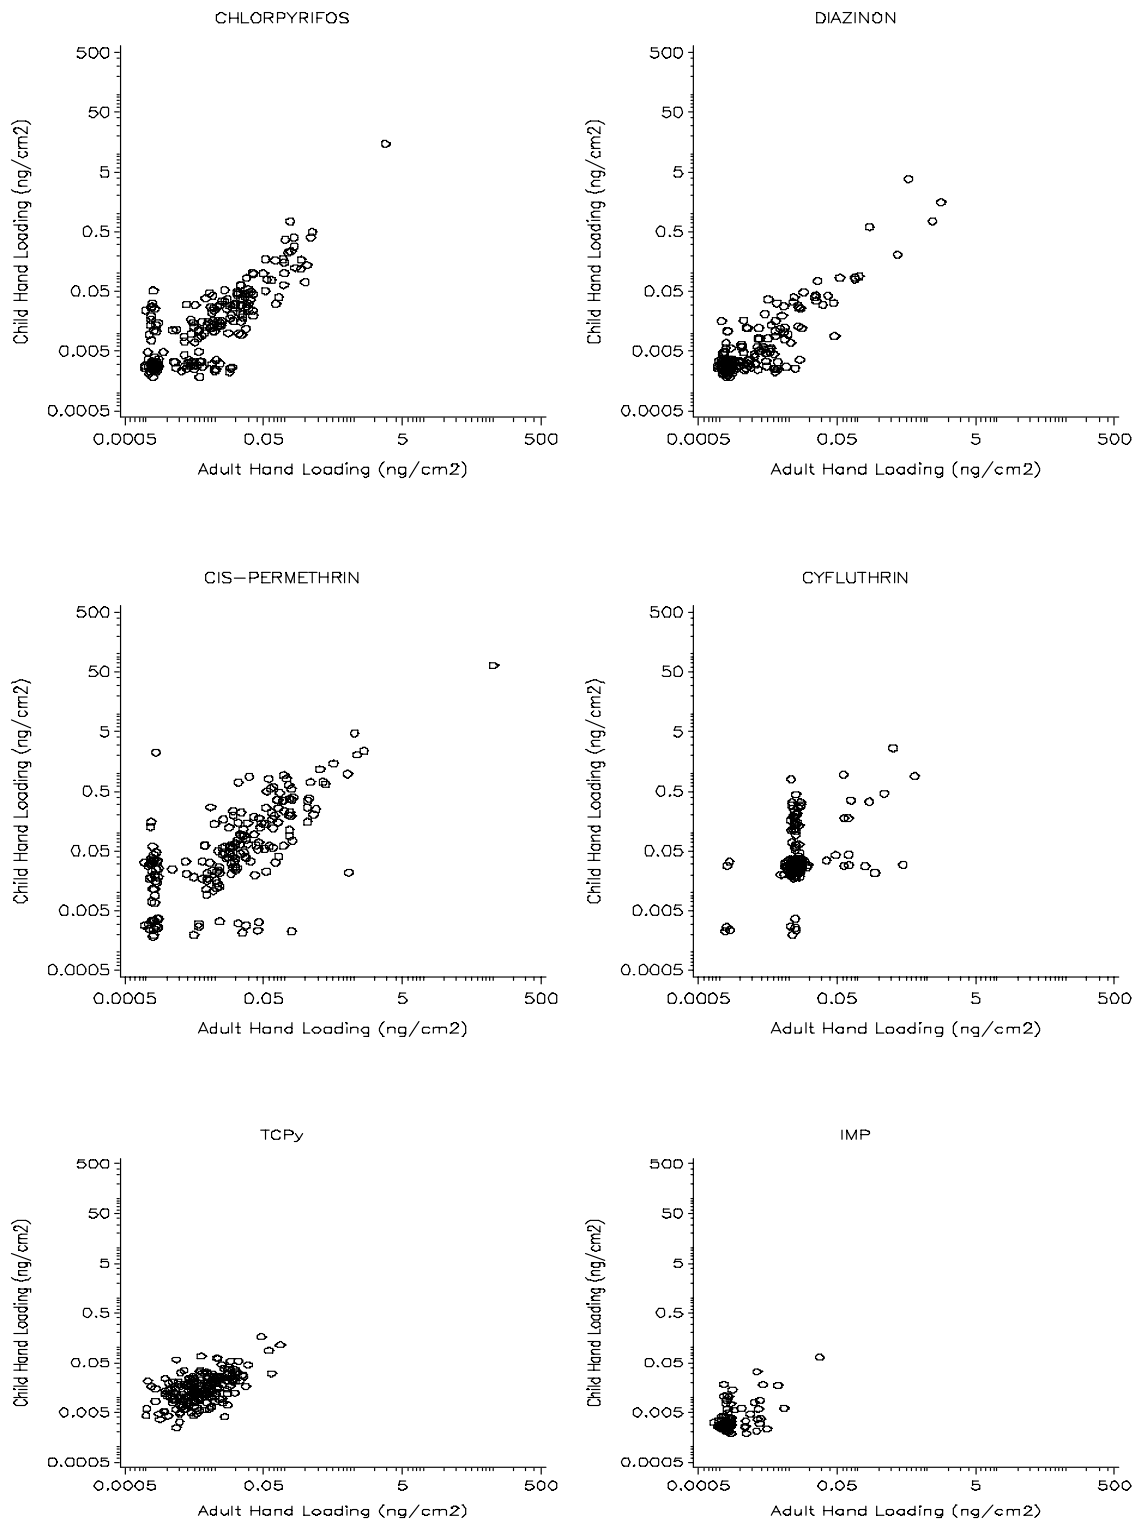 CHLORPYRIFOS
500
50
5
0.5
0.05
0.005
0.0005
Child Hand Loading (ng/cm2)
0.0005 0.05 5 500
Adult Hand Loading (ng/cm2)
DIAZINON
500
50
5
0.5
0.05
0.005
0.0005
Child Hand Loading (ng/cm2)
0.0005 0.05 5 500
Adult Hand Loading (ng/cm2)
CIS-PERMETHRIN
500
50
5
0.5
0.05
0.005
0.0005
Child Hand Loading (ng/cm2)
0.0005 0.05 5 500
Adult Hand Loading (ng/cm2)
CYFLUTHRIN
500
50
5
0.5
0.05
0.005
0.0005
Child Hand Loading (ng/cm2)
0.0005 0.05 5 500
Adult Hand Loading (ng/cm2)
TCPy
500
50
5
0.5
0.05
0.005
0.0005
Child Hand Loading (ng/cm2)
0.0005 0.05 5 500
Adult Hand Loading (ng/cm2)
IMP
500
50
5
0.5
0.05
0.005
0.0005
Child Hand Loading (ng/cm2)
0.0005 0.05 5 500
Adult Hand Loading (ng/cm2)